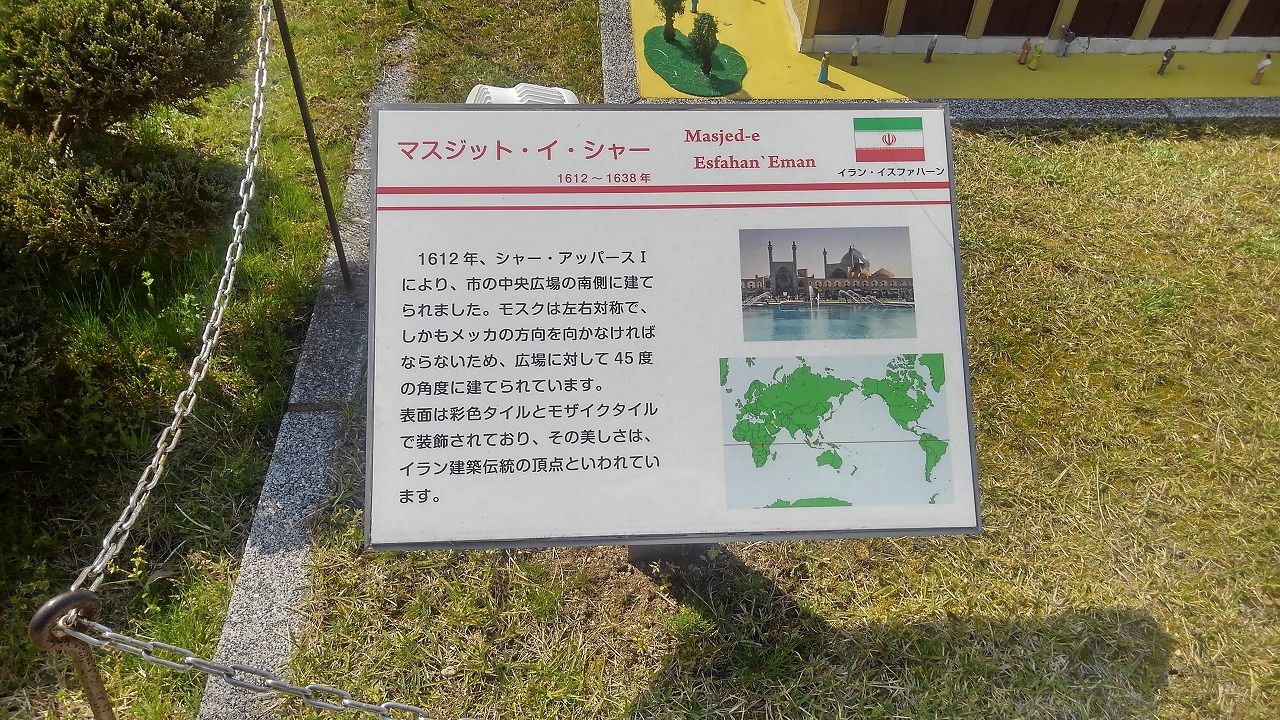 マスジット・イ・シャー
1612～1638年
Masjed-e
Esfahan`Eman
イラン・イスファハーン
1612年、シャー・アッパースⅠ
により、市の中央広場の南側に建て
られました。モスクは左右対称で、
しかもメッカの方向を向かなければ
ならないため、広場に対して45度
の角度に建てられています。
表面は彩色タイルとモザイクタイル
で装飾されており、その美しさは、
イラン建築伝統の頂点といわれてい
ます。